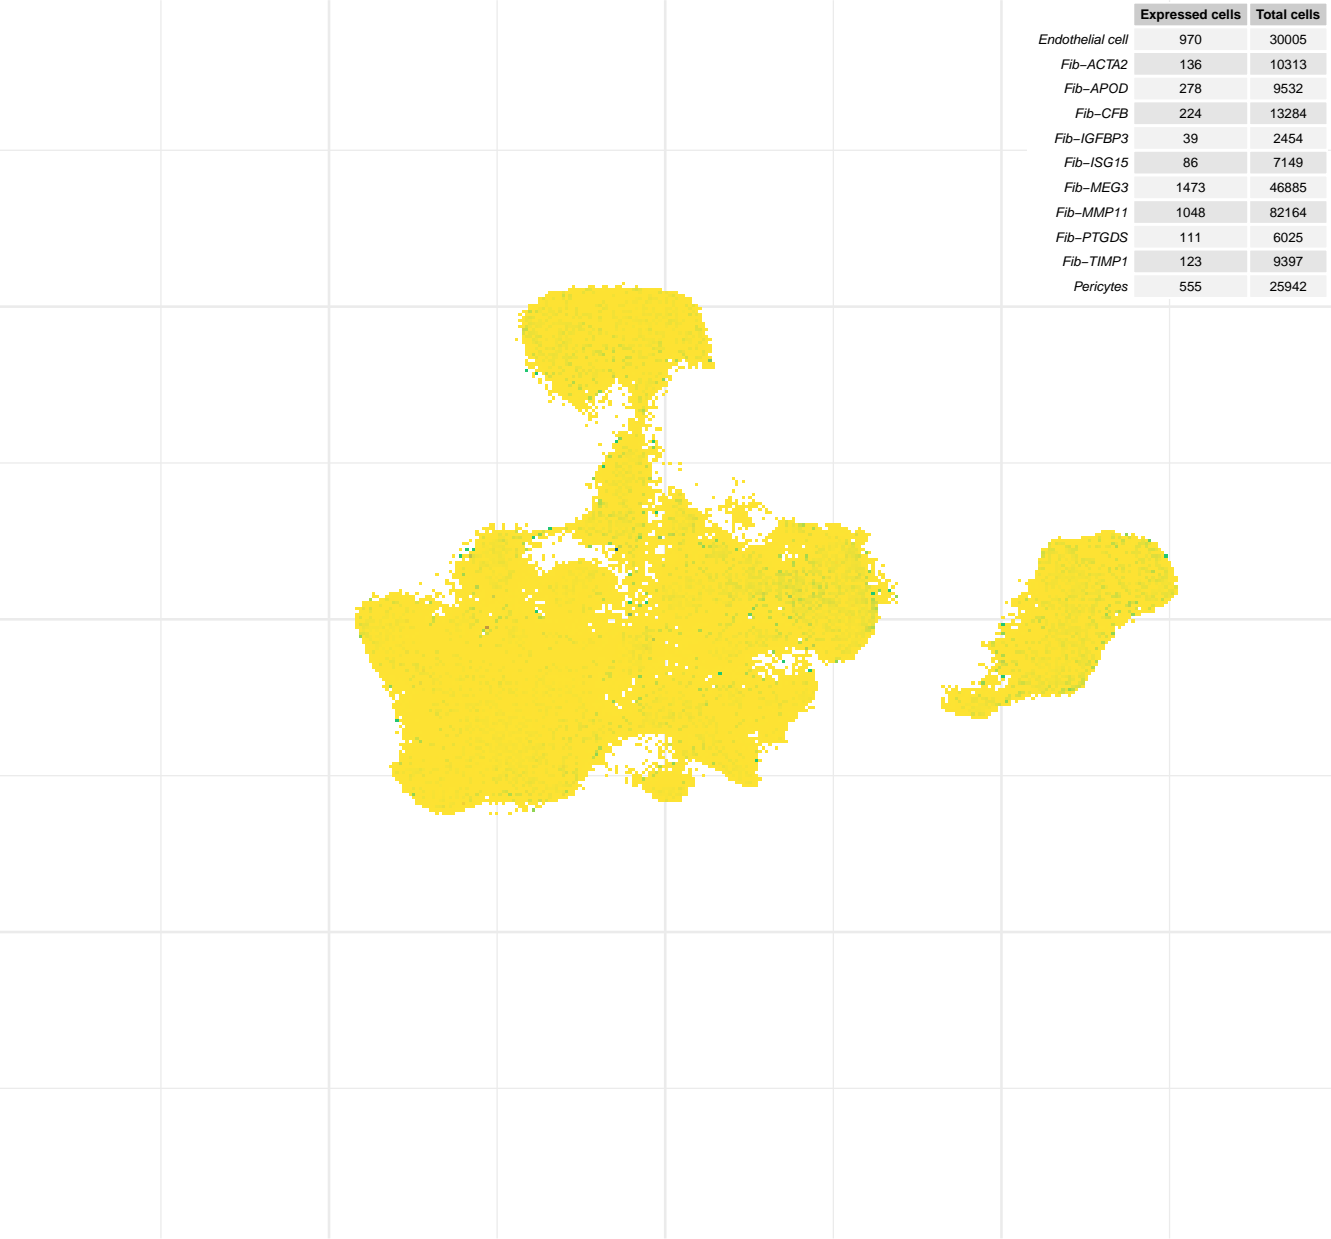 Expressed cells Total cells
Endothelial cell 970 30005
Fib−ACTA2 136 10313
Fib−APOD 278 9532
Fib−CFB 224 13284
Fib−IGFBP3 39 2454
Fib−ISG15 86 7149
Fib−MEG3 1473 46885
Fib−MMP11 1048 82164
Fib−PTGDS 111 6025
Fib−TIMP1 123 9397
Pericytes 555 25942